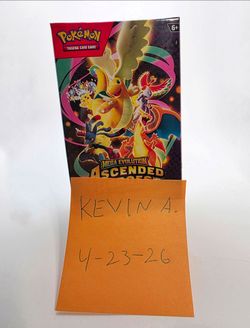 Pokémon
TRADING CARD GAME
6+
MEGA EVOLUTION
ASCENDED
KEVIN A.
4-23-26